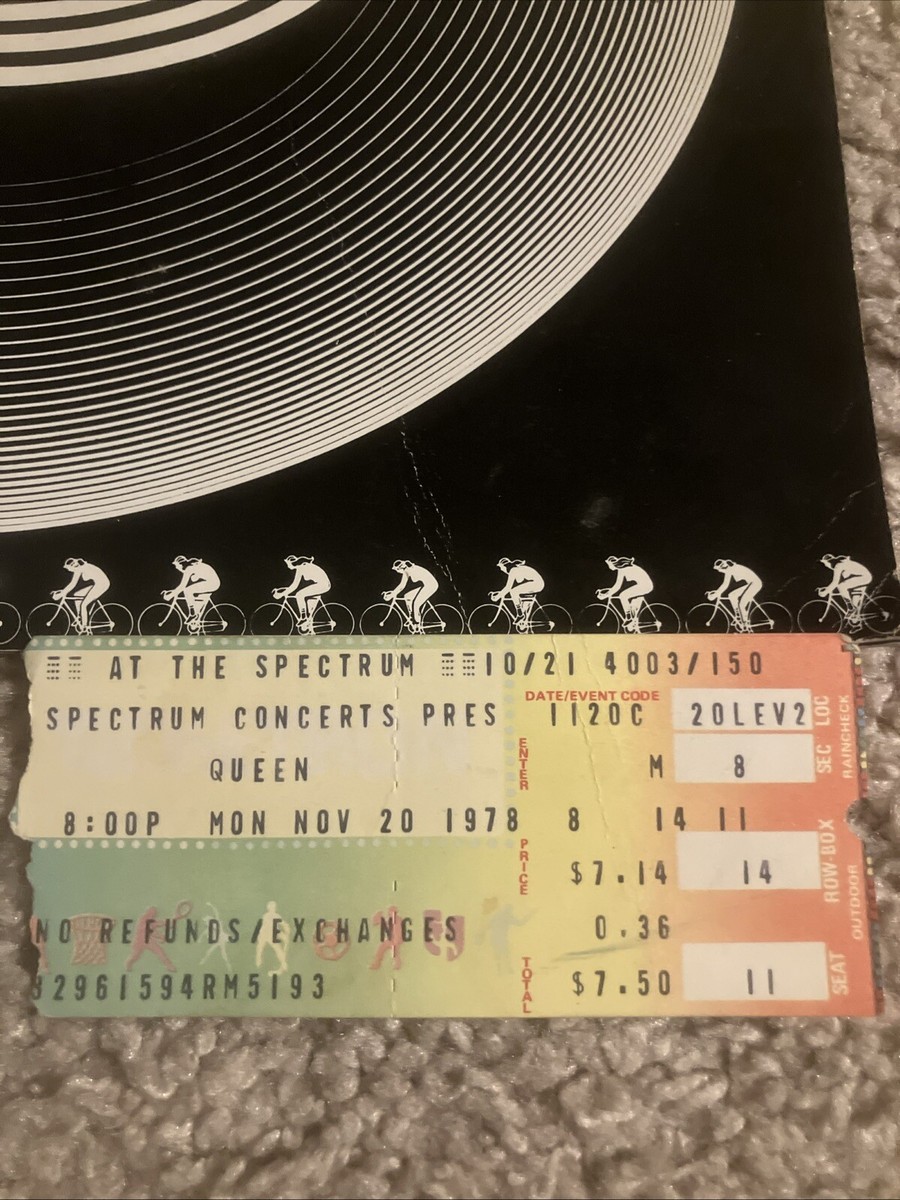 AT THE SPECTRUM 10/21 4003/150
DATE/EVENT CODE
SPECTRUM CONCERTS PRES 1120C 20LEV2 LOC
QUEEN ENTER M 8 SEC RAINCHECK
8:00P MON NOV 20 1978 8 14 11
PRICE $7.14 14 ROW-BOX
NO REFUNDS/EXCHANGES 0.36 OUTDOOR
82961594RM5193 TOTAL $7.50 11 SEAT